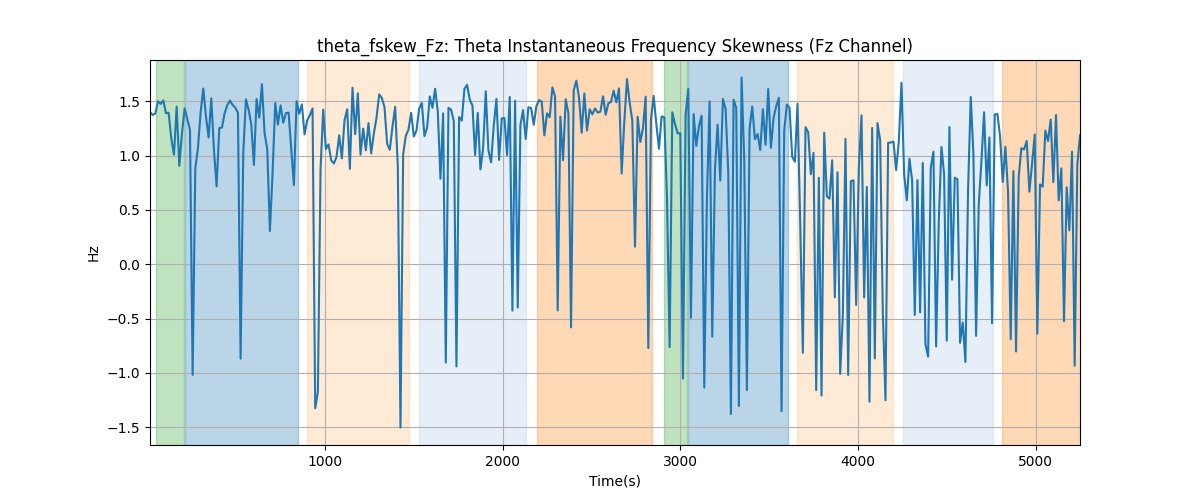 theta_fskew_Fz: Theta Instantaneous Frequency Skewness (Fz Channel)
1.5
1.0
0.5
0.0
−0.5
−1.0
−1.5
Hz
1000 2000 3000 4000 5000
Time(s)